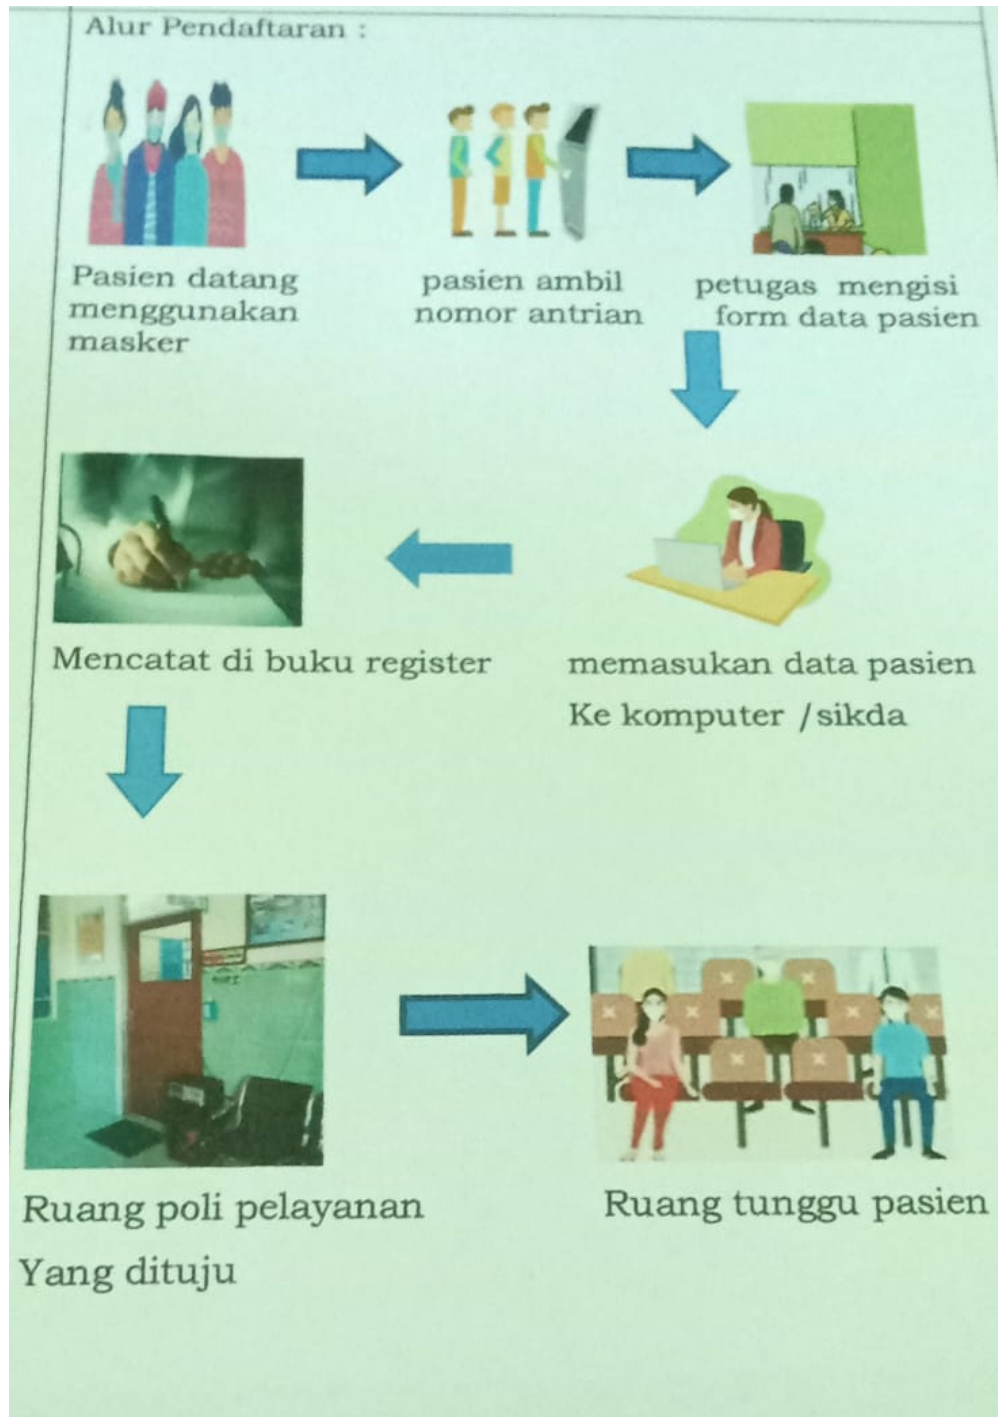 Alur Pendaftaran :
Pasien datang
menggunakan
masker
pasien ambil
nomor antrian
petugas mengisi
form data pasien
memasukan data pasien
Ke komputer /sikda
Mencatat di buku register
Ruang poli pelayanan
Yang dituju
Ruang tunggu pasien